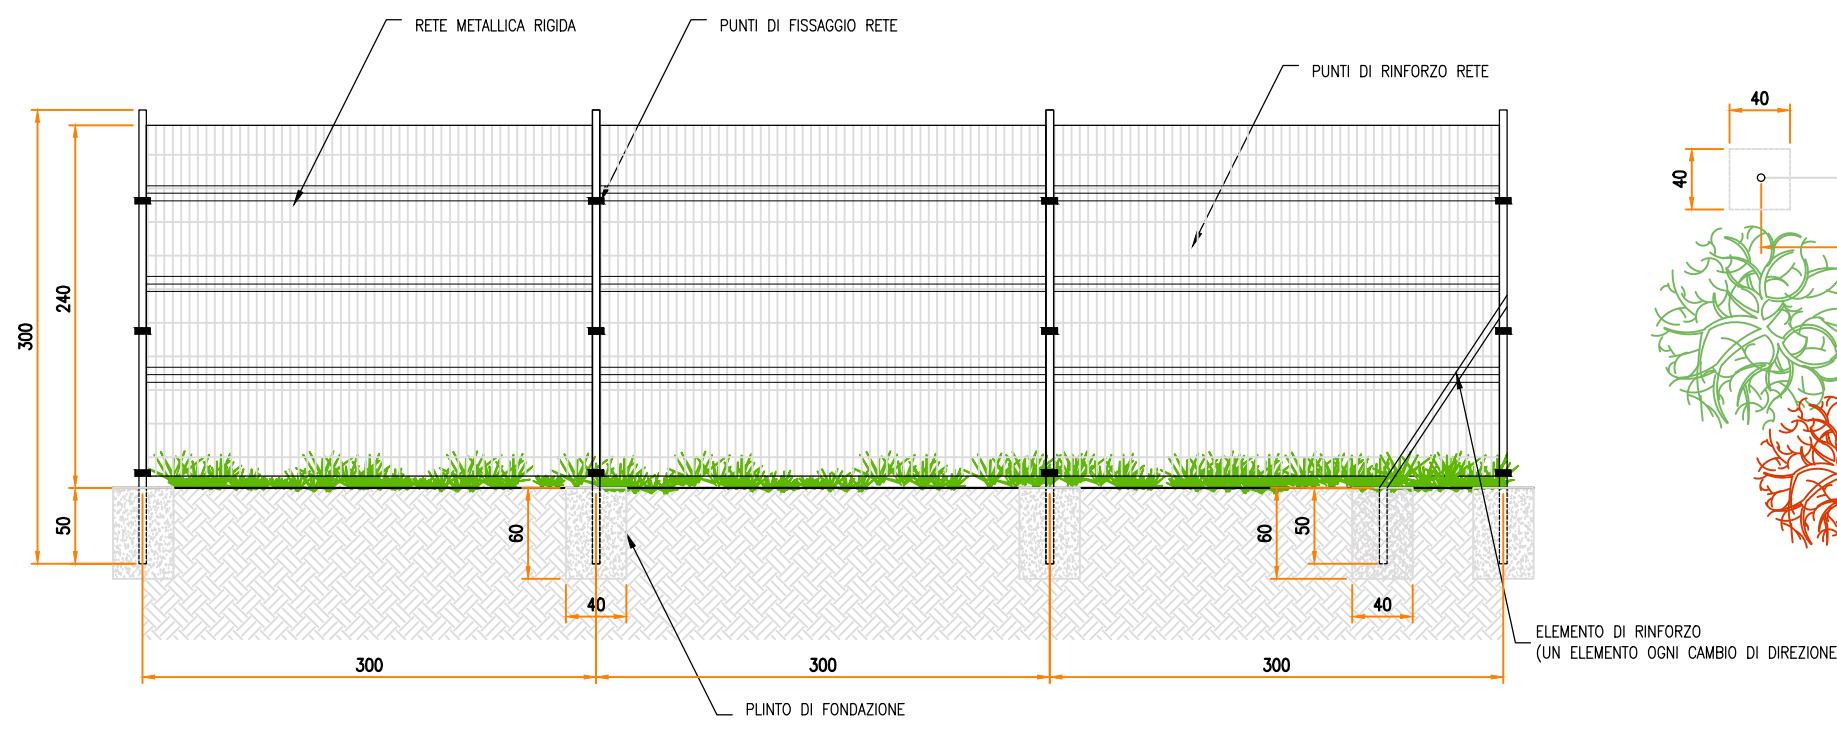 RETE METALLICA RIGIDA
PUNTI DI FISSAGGIO RETE
PUNTI DI RINFORZO RETE
40
40
300
240
50
60
40
60
50
40
300
300
300
ELEMENTO DI RINFORZO
(UN ELEMENTO OGNI CAMBIO DI DIREZIONE
PLINTO DI FONDAZIONE